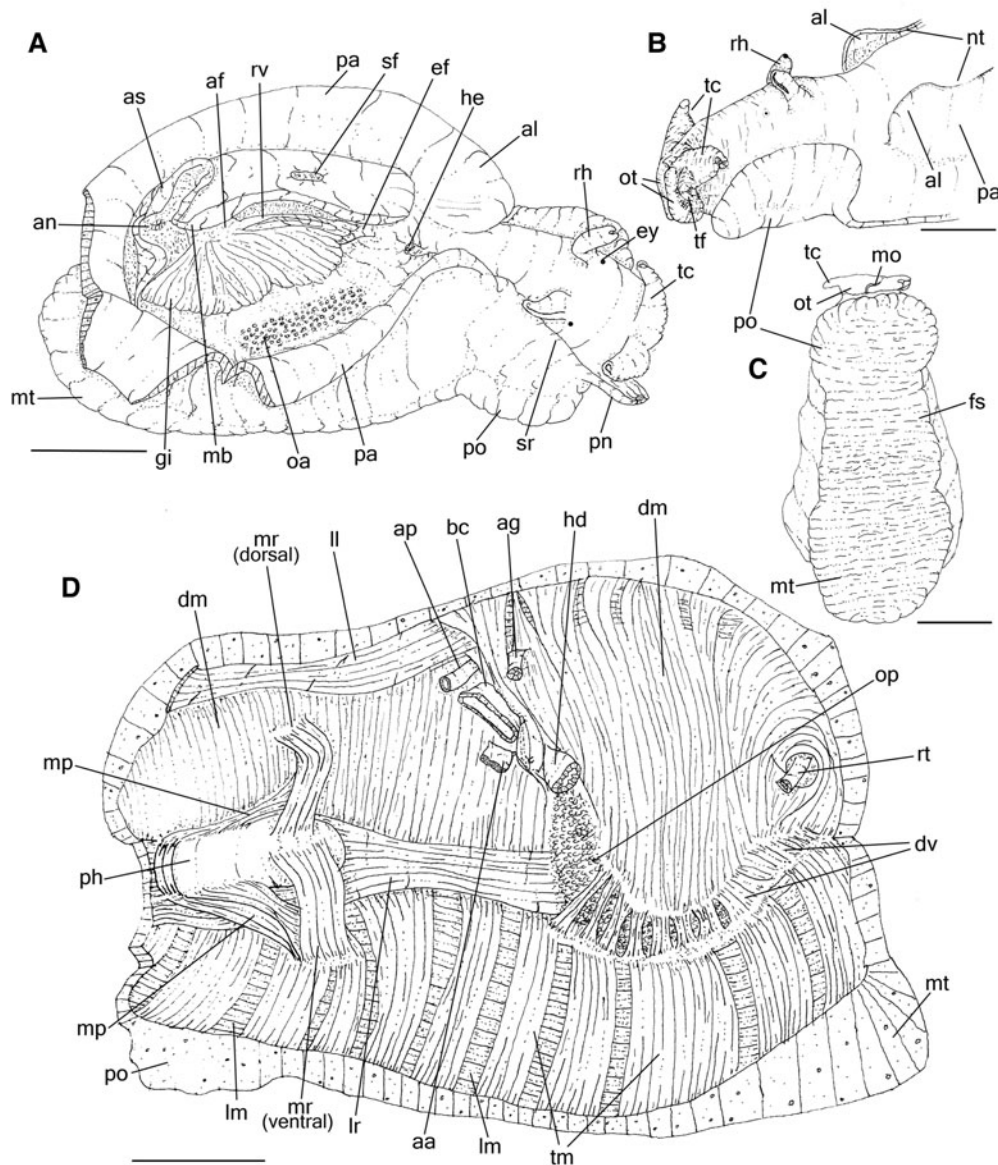 A
as
af
rv
pa
sf
ef
he
al
rh
ey
tc
an
mt
gi
mb
oa
pa
po
sr
pn
B
al
nt
rh
tc
ot
tf
al
pa
po
tc
mo
ot
po
C
fs
mt
D
mr
(dorsal)
ll
ap
bc
ag
hd
dm
dm
op
mp
rt
ph
dv
mp
mt
po
lm
mr
(ventral)
lr
aa
lm
tm